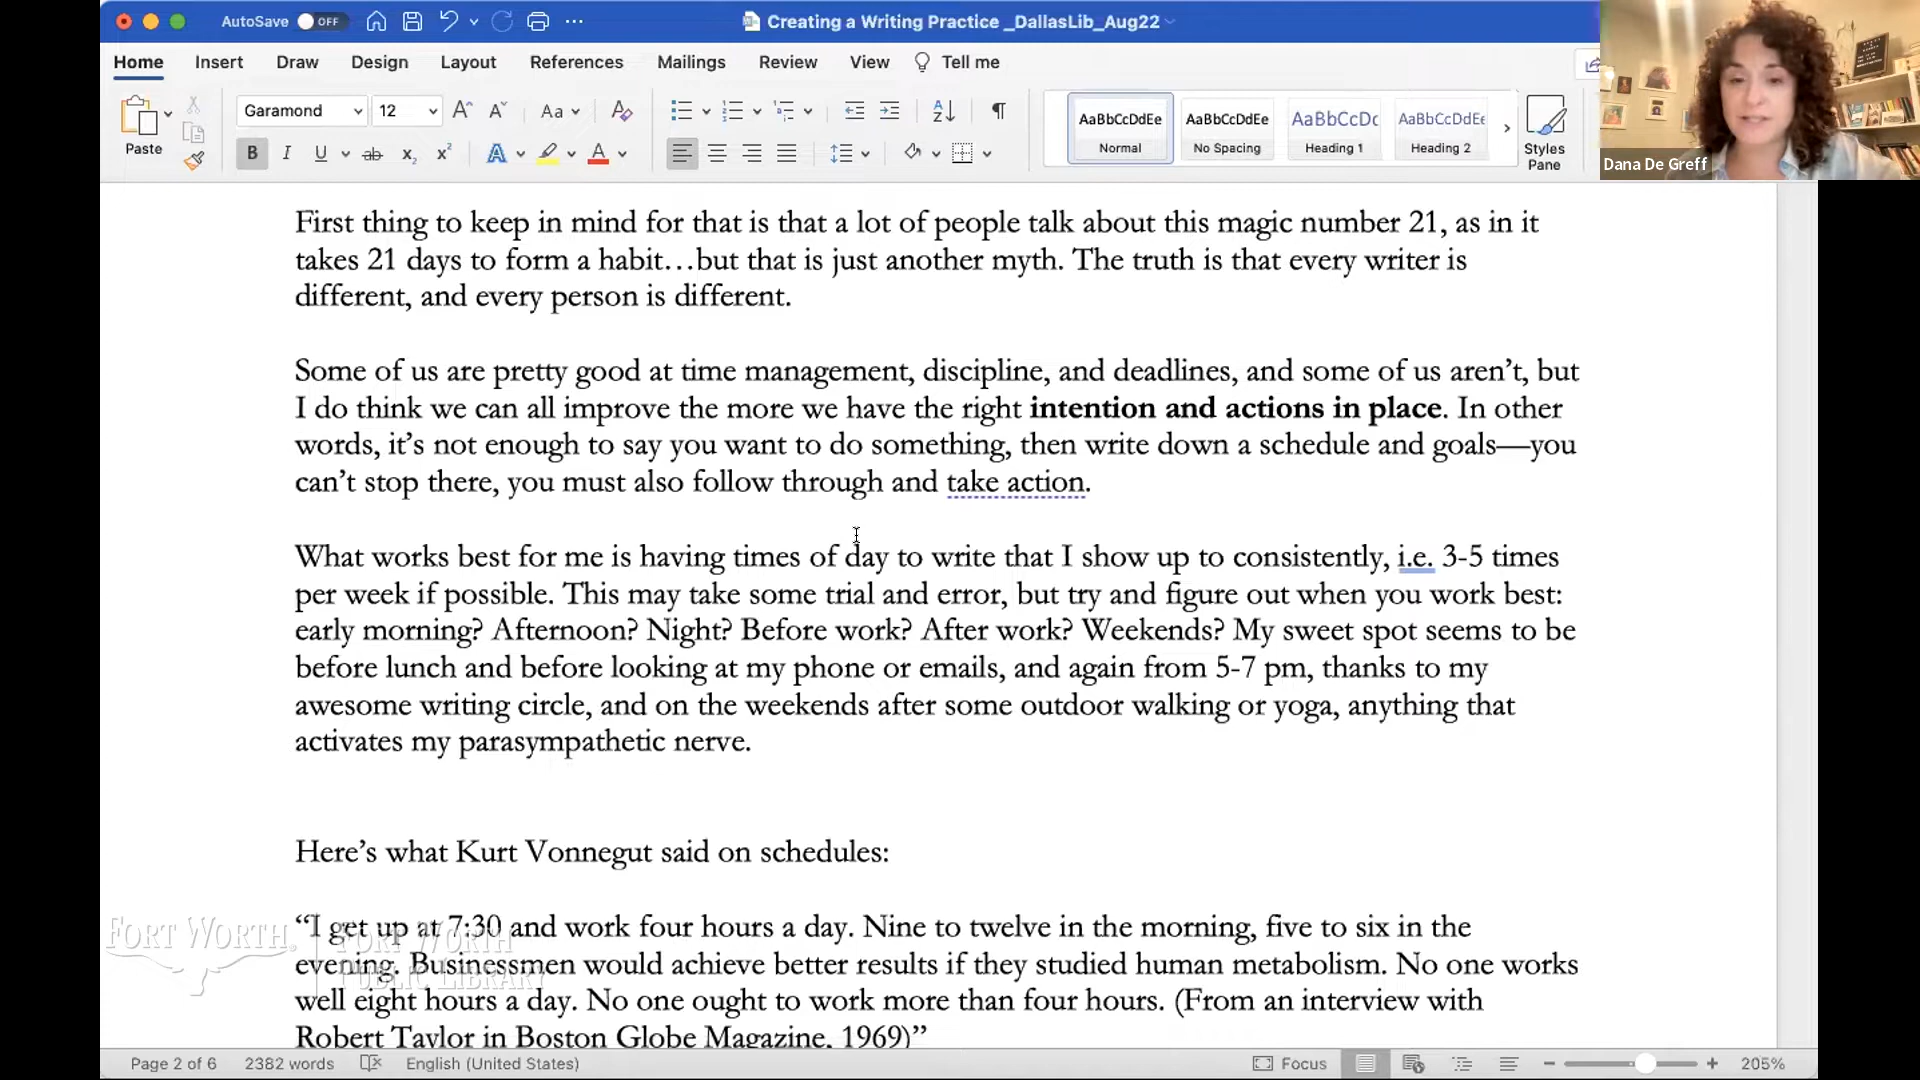 AutoSave OFF
Creating a Writing Practice _DallasLib_Aug22
Home Insert Draw Design Layout References Mailings Review View Tell me
Paste
Garamond 12
AaBbCcDdEe AaBbCcDdEe AaBbCcDc AaBbCcDdEe
Normal No Spacing Heading 1 Heading 2
Styles
Pane
Dana De Greff
First thing to keep in mind for that is that a lot of people talk about this magic number 21, as in it
takes 21 days to form a habit…but that is just another myth. The truth is that every writer is
different, and every person is different.
Some of us are pretty good at time management, discipline, and deadlines, and some of us aren’t, but
I do think we can all improve the more we have the right intention and actions in place. In other
words, it’s not enough to say you want to do something, then write down a schedule and goals—you
can’t stop there, you must also follow through and take action.
What works best for me is having times of day to write that I show up to consistently, i.e. 3-5 times
per week if possible. This may take some trial and error, but try and figure out when you work best:
early morning? Afternoon? Night? Before work? After work? Weekends? My sweet spot seems to be
before lunch and before looking at my phone or emails, and again from 5-7 pm, thanks to my
awesome writing circle, and on the weekends after some outdoor walking or yoga, anything that
activates my parasympathetic nerve.
Here’s what Kurt Vonnegut said on schedules:
“I get up at 7:30 and work four hours a day. Nine to twelve in the morning, five to six in the
evening. Businessmen would achieve better results if they studied human metabolism. No one works
well eight hours a day. No one ought to work more than four hours. (From an interview with
Robert Taylor in Boston Globe Magazine, 1969)”
FORT WORTH®
FORT WORTH
PUBLIC LIBRARY
Page 2 of 6 2382 words English (United States) Focus 205%